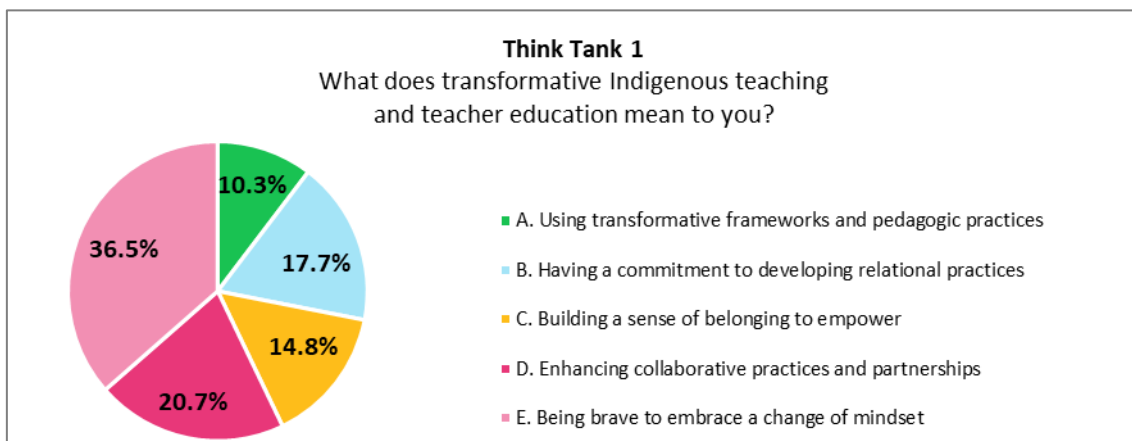 Think Tank 1
What does transformative Indigenous teaching
and teacher education mean to you?
10.3%
17.7%
14.8%
20.7%
36.5%
A. Using transformative frameworks and pedagogic practices
B. Having a commitment to developing relational practices
C. Building a sense of belonging to empower
D. Enhancing collaborative practices and partnerships
E. Being brave to embrace a change of mindset